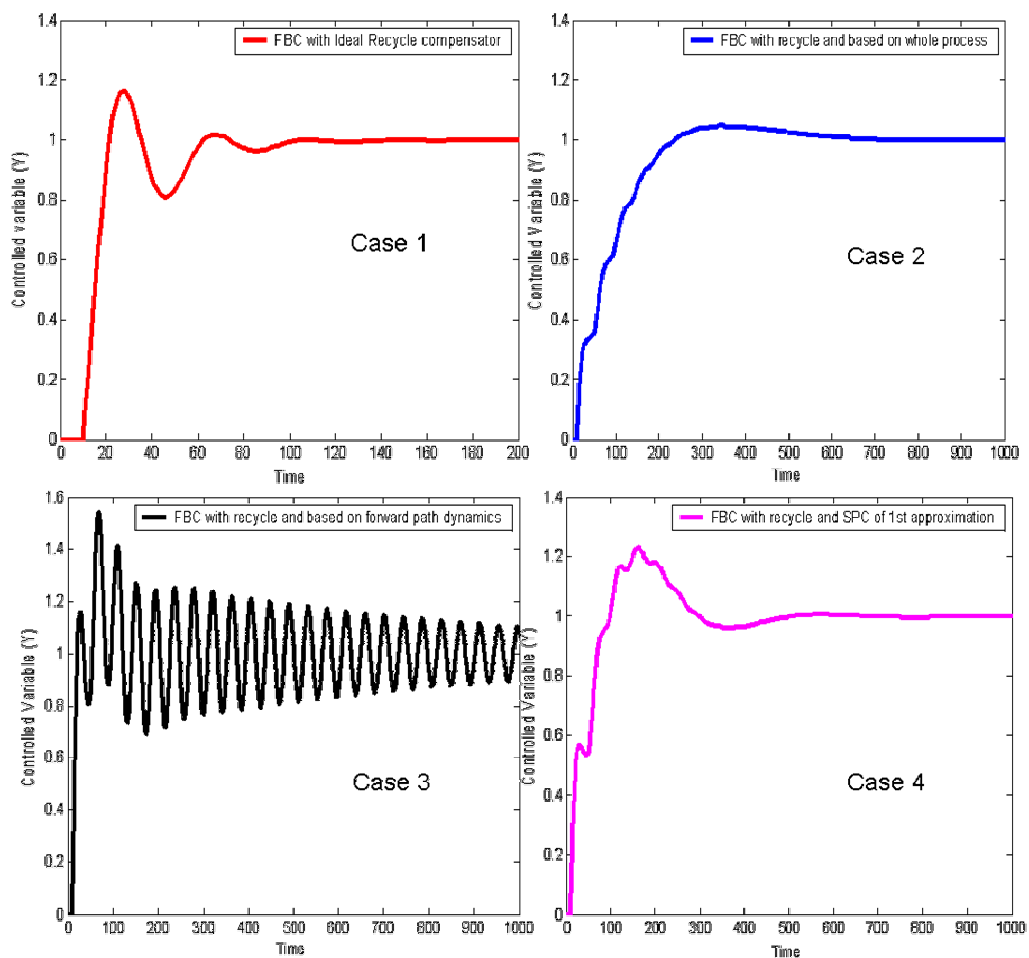 1.4
FBC with Ideal Recycle compensator
1.2
1
0.8
0.6
0.4
0.2
0
Controlled variable (Y)
Case 1
0 20 40 60 80 100 120 140 160 180 200
Time
1.4
FBC with recycle and based on whole process
1.2
1
0.8
0.6
0.4
0.2
0
Controlled Variable (Y)
Case 2
0 100 200 300 400 500 600 700 800 900 1000
Time
1.6
FBC with recycle and based on forward path dynamics
1.4
1.2
1
0.8
0.6
0.4
0.2
0
Controlled Variable (Y)
Case 3
0 100 200 300 400 500 600 700 800 900 1000
Time
1.4
FBC with recycle and SPC of 1st approximation
1.2
1
0.8
0.6
0.4
0.2
0
Controlled Variable (Y)
Case 4
0 100 200 300 400 500 600 700 800 900 1000
Time